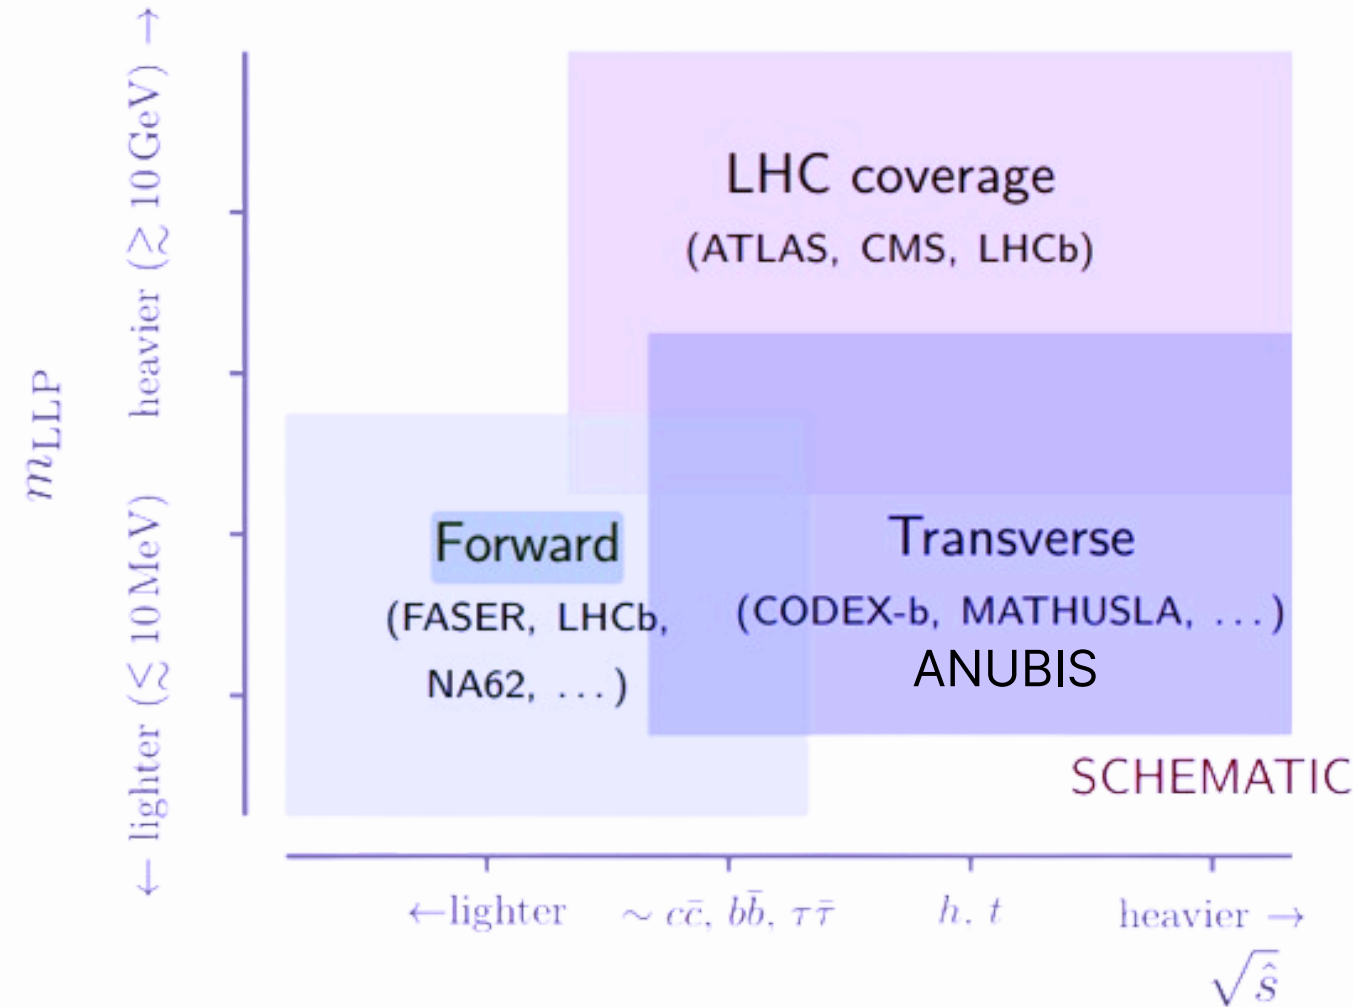 LHC coverage
(ATLAS, CMS, LHCb)
Forward
(FASER, LHCb,
NA62, ...)
Transverse
(CODEX-b, MATHUSLA, ...)
ANUBIS
SCHEMATIC
m_LLP
← lighter (≲ 10 MeV)
heavier (≳ 10 GeV) →
←lighter
~ cc̄, bb̄, ττ̄
h, t
heavier →
√ŝ